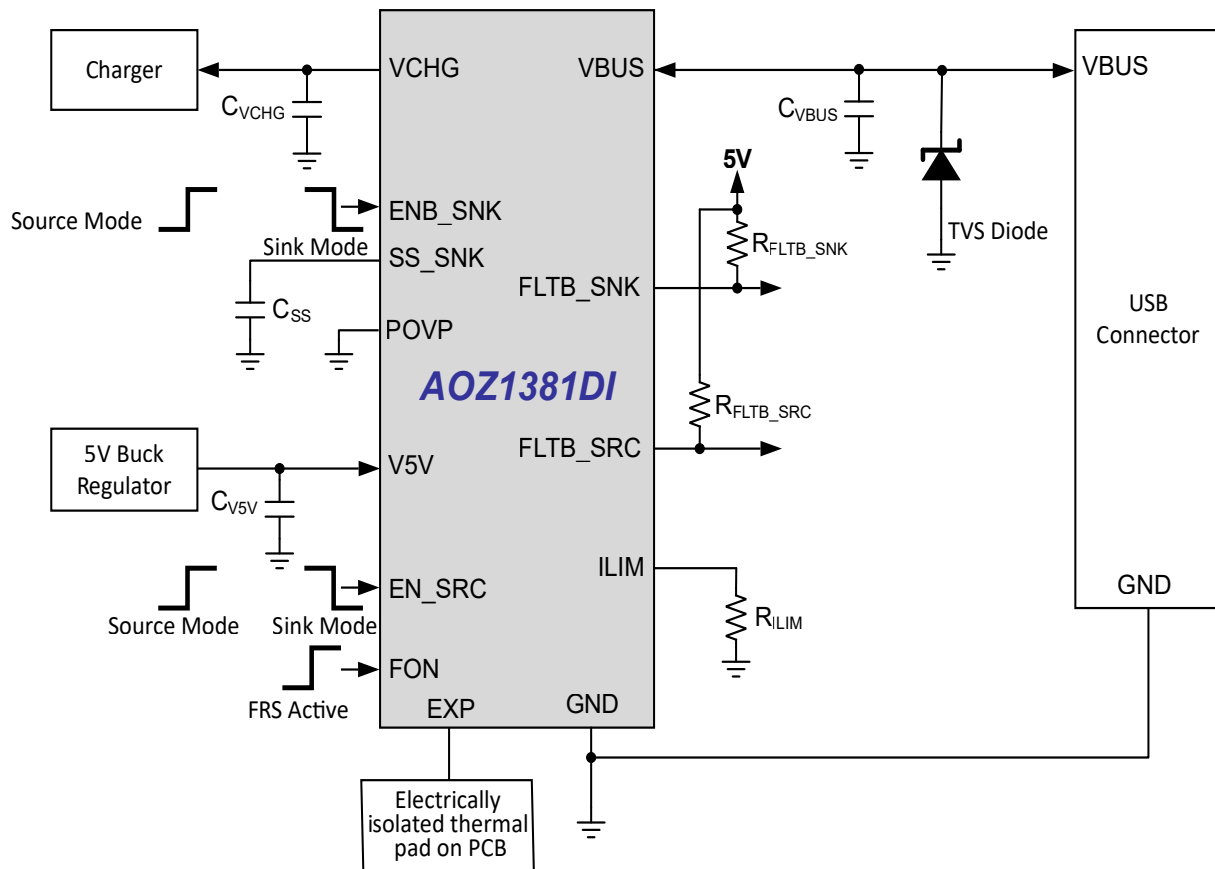 Charger
VCHG
VBUS
VBUS
CVCHG
CVBUS
5V
Source Mode
ENB_SNK
Sink Mode
RFLTB_SNK
TVS Diode
SS_SNK
FLTB_SNK
CSS
POVP
USB
Connector
AOZ1381DI
RFLTB_SRC
5V Buck
Regulator
V5V
FLTB_SRC
CV5V
ILIM
EN_SRC
GND
Source Mode
Sink Mode
RILIM
FON
FRS Active
EXP
GND
Electrically
isolated thermal
pad on PCB